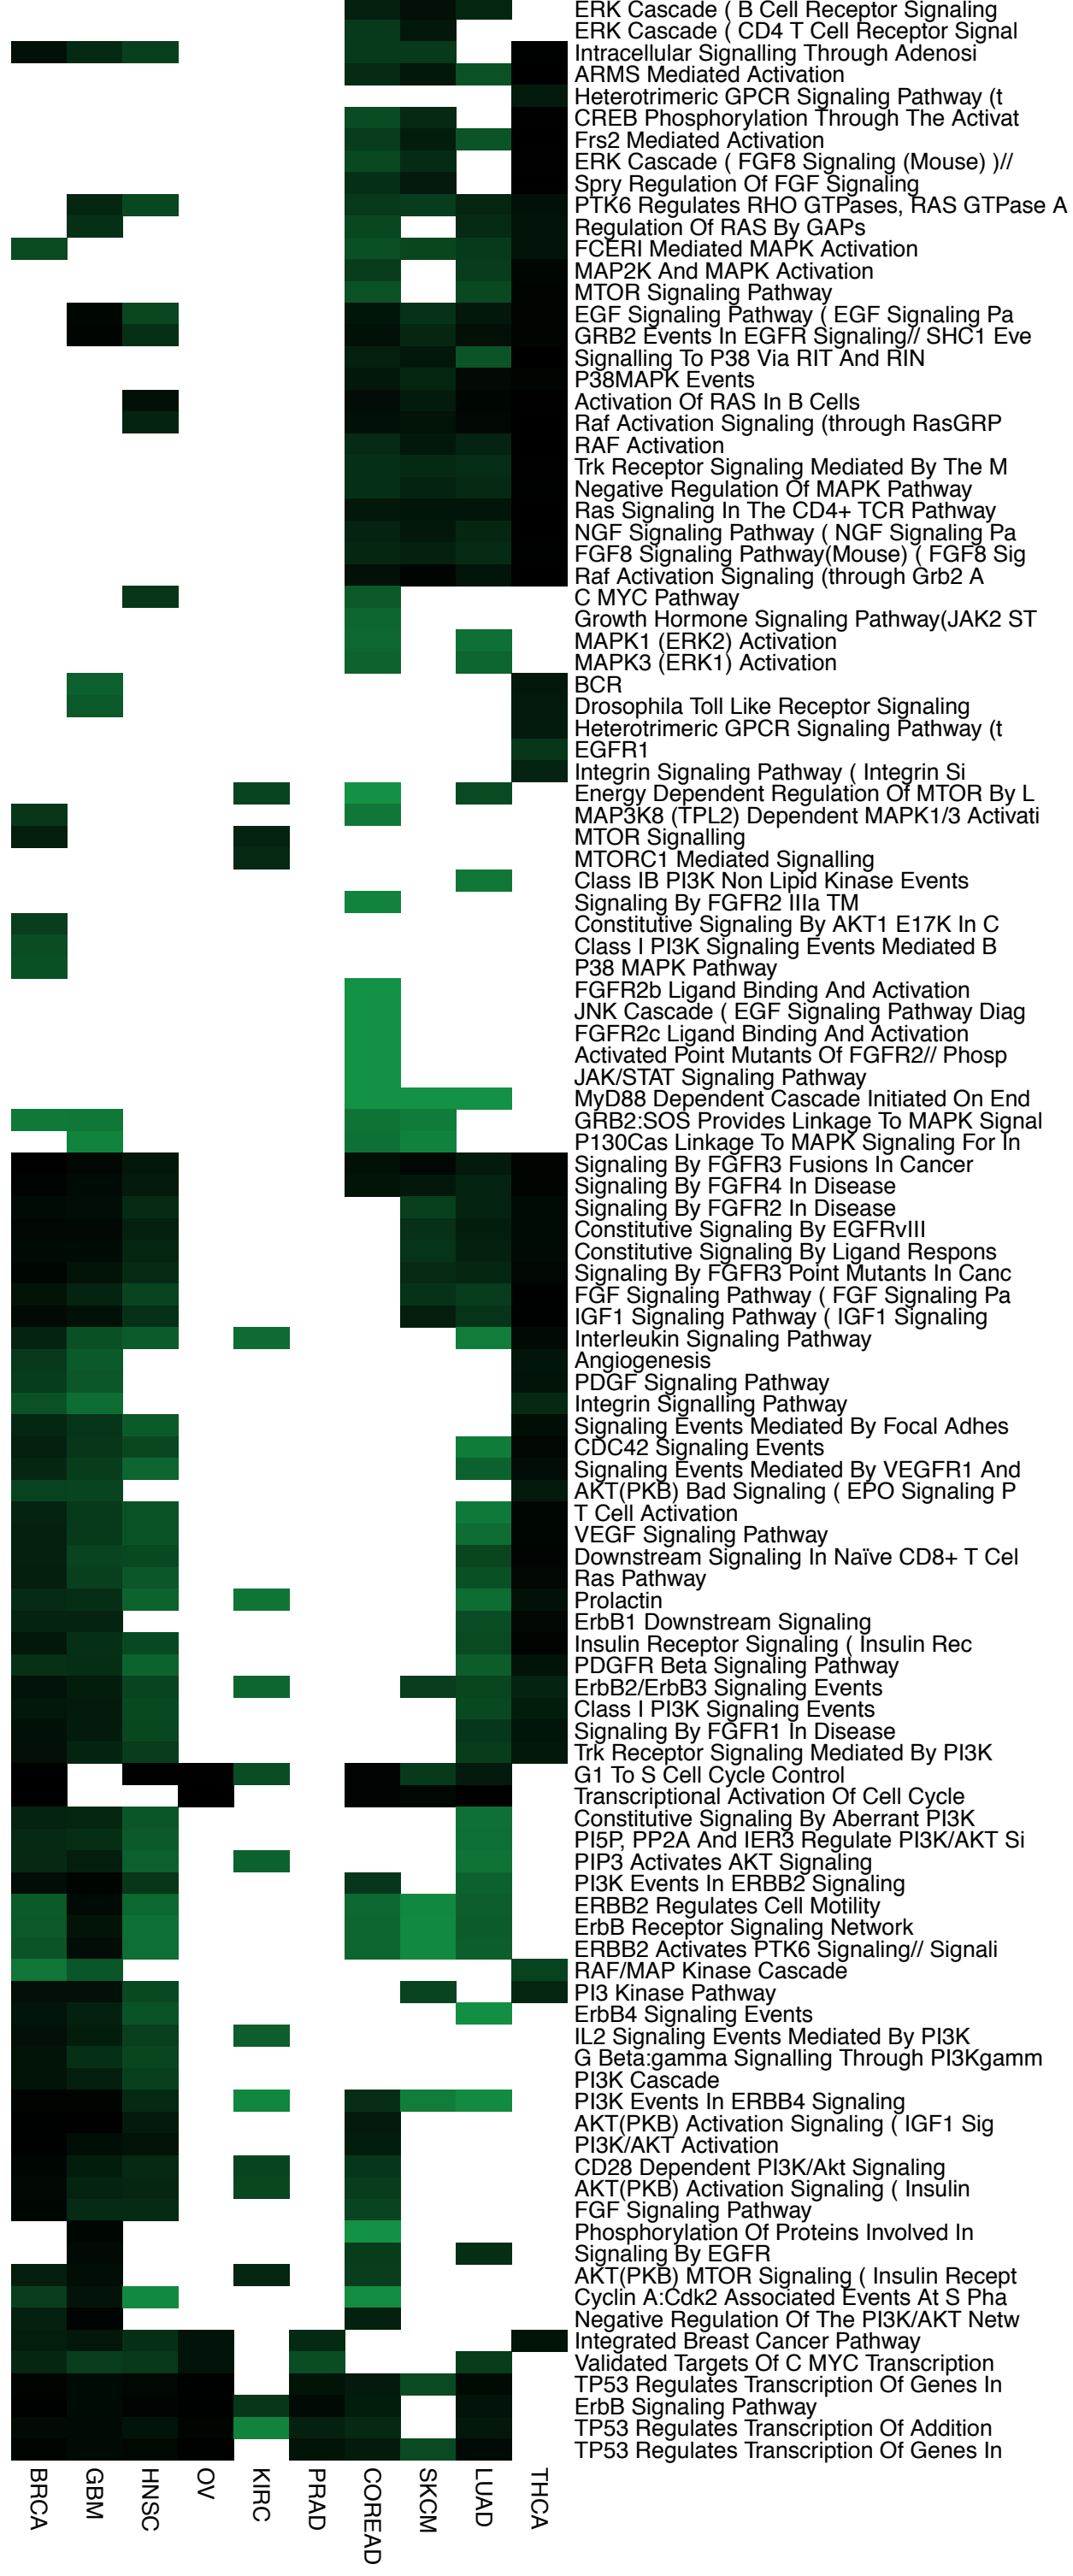 ERK Cascade ( B Cell Receptor Signaling
ERK Cascade ( CD4 T Cell Receptor Signal
Intracellular Signalling Through Adenosi
ARMS Mediated Activation
Heterotrimeric GPCR Signaling Pathway (t
CREB Phosphorylation Through The Activat
Frs2 Mediated Activation
ERK Cascade ( FGF8 Signaling (Mouse) )//
Spry Regulation Of FGF Signaling
PTK6 Regulates RHO GTPases, RAS GTPase A
Regulation Of RAS By GAPs
FCERI Mediated MAPK Activation
MAP2K And MAPK Activation
MTOR Signaling Pathway
EGF Signaling Pathway ( EGF Signaling Pa
GRB2 Events In EGFR Signaling// SHC1 Eve
Signalling To P38 Via RIT And RIN
P38MAPK Events
Activation Of RAS In B Cells
Raf Activation Signaling (through RasGRP
RAF Activation
Trk Receptor Signaling Mediated By The M
Negative Regulation Of MAPK Pathway
Ras Signaling In The CD4+ TCR Pathway
NGF Signaling Pathway ( NGF Signaling Pa
FGF8 Signaling Pathway(Mouse) ( FGF8 Sig
Raf Activation Signaling (through Grb2 A
C MYC Pathway
Growth Hormone Signaling Pathway(JAK2 ST
MAPK1 (ERK2) Activation
MAPK3 (ERK1) Activation
BCR
Drosophila Toll Like Receptor Signaling
Heterotrimeric GPCR Signaling Pathway (t
EGFR1
Integrin Signaling Pathway ( Integrin Si
Energy Dependent Regulation Of MTOR By L
MAP3K8 (TPL2) Dependent MAPK1/3 Activati
MTOR Signalling
MTORC1 Mediated Signalling
Class IB PI3K Non Lipid Kinase Events
Signaling By FGFR2 IIIa TM
Constitutive Signaling By AKT1 E17K In C
Class I PI3K Signaling Events Mediated B
P38 MAPK Pathway
FGFR2b Ligand Binding And Activation
JNK Cascade ( EGF Signaling Pathway Diag
FGFR2c Ligand Binding And Activation
Activated Point Mutants Of FGFR2// Phosp
JAK/STAT Signaling Pathway
MyD88 Dependent Cascade Initiated On End
GRB2:SOS Provides Linkage To MAPK Signal
P130Cas Linkage To MAPK Signaling For In
Signaling By FGFR3 Fusions In Cancer
Signaling By FGFR4 In Disease
Signaling By FGFR2 In Disease
Constitutive Signaling By EGFRvIII
Constitutive Signaling By Ligand Respons
Signaling By FGFR3 Point Mutants In Canc
FGF Signaling Pathway ( FGF Signaling Pa
IGF1 Signaling Pathway ( IGF1 Signaling
Interleukin Signaling Pathway
Angiogenesis
PDGF Signaling Pathway
Integrin Signalling Pathway
Signaling Events Mediated By Focal Adhes
CDC42 Signaling Events
Signaling Events Mediated By VEGFR1 And
AKT(PKB) Bad Signaling ( EPO Signaling P
T Cell Activation
VEGF Signaling Pathway
Downstream Signaling In Naïve CD8+ T Cel
Ras Pathway
Prolactin
ErbB1 Downstream Signaling
Insulin Receptor Signaling ( Insulin Rec
PDGFR Beta Signaling Pathway
ErbB2/ErbB3 Signaling Events
Class I PI3K Signaling Events
Signaling By FGFR1 In Disease
Trk Receptor Signaling Mediated By PI3K
G1 To S Cell Cycle Control
Transcriptional Activation Of Cell Cycle
Constitutive Signaling By Aberrant PI3K
PI5P, PP2A And IER3 Regulate PI3K/AKT Si
PIP3 Activates AKT Signaling
PI3K Events In ERBB2 Signaling
ERBB2 Regulates Cell Motility
ErbB Receptor Signaling Network
ERBB2 Activates PTK6 Signaling// Signali
RAF/MAP Kinase Cascade
PI3 Kinase Pathway
ErbB4 Signaling Events
IL2 Signaling Events Mediated By PI3K
G Beta:gamma Signalling Through PI3Kgamm
PI3K Cascade
PI3K Events In ERBB4 Signaling
AKT(PKB) Activation Signaling ( IGF1 Sig
PI3K/AKT Activation
CD28 Dependent PI3K/Akt Signaling
AKT(PKB) Activation Signaling ( Insulin
FGF Signaling Pathway
Phosphorylation Of Proteins Involved In
Signaling By EGFR
AKT(PKB) MTOR Signaling ( Insulin Recept
Cyclin A:Cdk2 Associated Events At S Pha
Negative Regulation Of The PI3K/AKT Netw
Integrated Breast Cancer Pathway
Validated Targets Of C MYC Transcription
TP53 Regulates Transcription Of Genes In
ErbB Signaling Pathway
TP53 Regulates Transcription Of Addition
TP53 Regulates Transcription Of Genes In
BRCA
GBM
HNSC
OV
KIRC
PRAD
COREAD
SKCM
LUAD
THCA